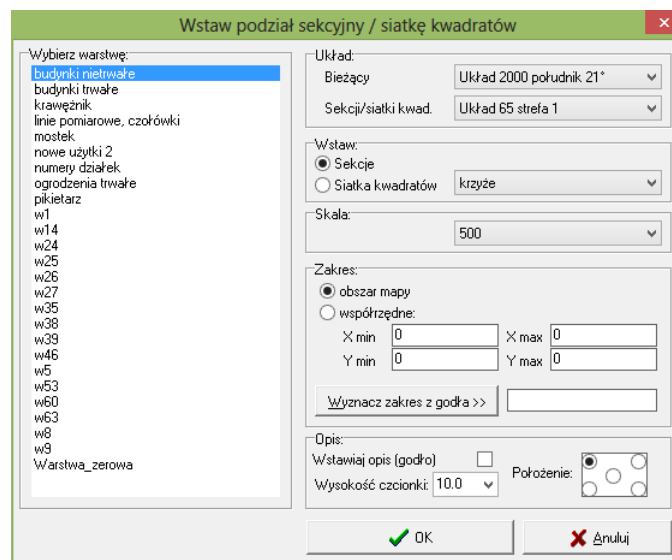 Wstaw podział sekcyjny / siatkę kwadratów
Wybierz warstwę:
budynki nietrwałe
budynki trwałe
krawężnik
linie pomiarowe, czołówki
mostek
nowe użytki 2
numery działek
ogrodzenia trwałe
pikietarz
w1
w14
w24
w25
w26
w27
w35
w38
w39
w46
w5
w53
w60
w63
w8
w9
Warstwa_zerowa
Układ:
Bieżący Układ 2000 południk 21°
Sekcji/siatki kwad. Układ 65 strefa 1
Wstaw:
Sekcje
Siatka kwadratów krzyże
Skala:
500
Zakres:
obszar mapy
współrzędne:
X min 0 X max 0
Y min 0 Y max 0
Wyznacz zakres z godła >>
Opis:
Wstawiaj opis (godło)
Wysokość czcionki: 10.0 Położenie:
OK Anuluj